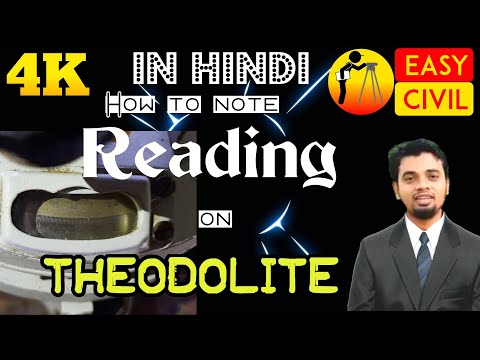 4K
IN HINDI
EASY
CIVIL
HOW TO NOTE
Reading
ON
THEODOLITE